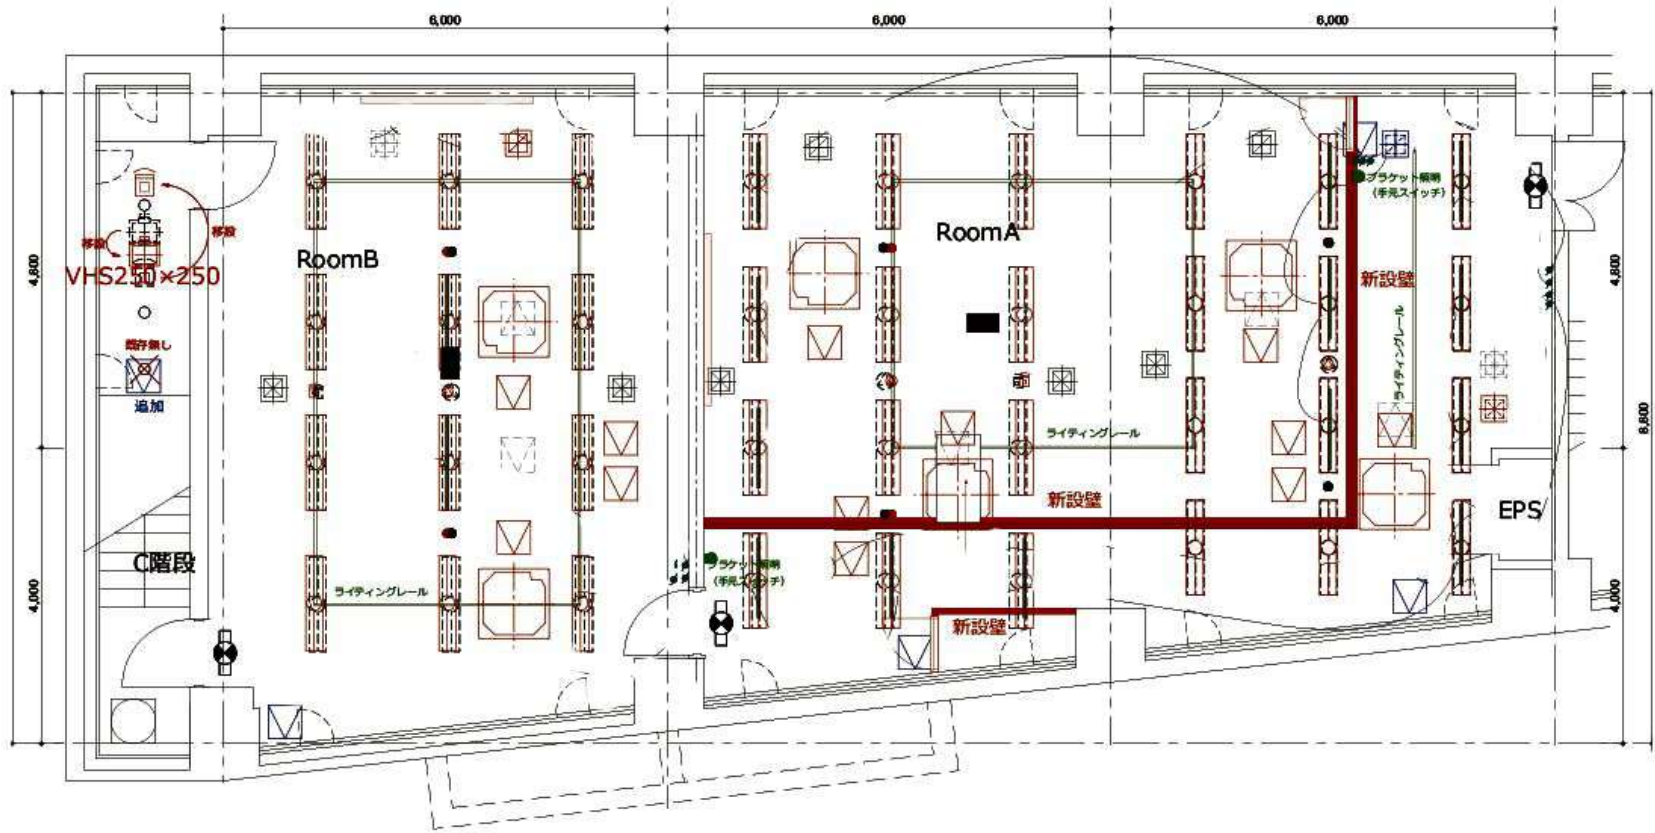 6,000
6,000
6,000
ブラケット照明
(手元スイッチ)
移設
移設
RoomB
RoomA
VHS250×250
4,600
4,600
新設壁
ライティングレール
既存無し
追加
8,600
ライティングレール
新設壁
EPS
C階段
ブラケット照明
(手元スイッチ)
ライティングレール
4,000
4,000
新設壁